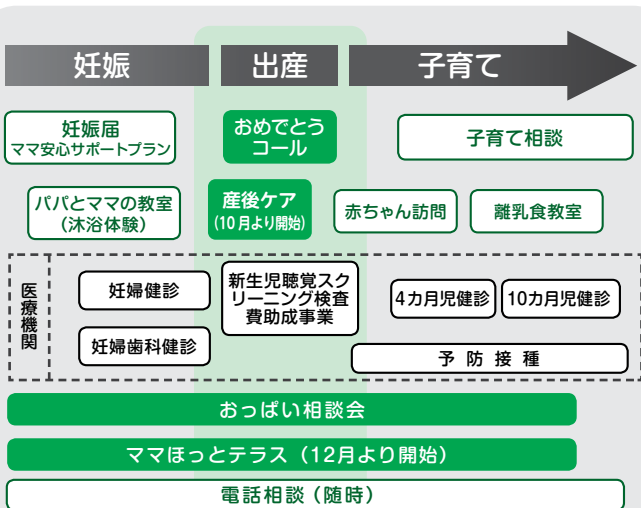 妊娠
出産
子育て
妊娠届
ママ安心サポートプラン
おめでとう
コール
子育て相談
パパとママの教室
（沐浴体験）
産後ケア
（10月より開始）
赤ちゃん訪問
離乳食教室
医療機関
妊婦健診
新生児聴覚スク
リーニング検査
費助成事業
4カ月児健診
10カ月児健診
妊婦歯科健診
予防接種
おっぱい相談会
ママほっとテラス（12月より開始）
電話相談（随時）